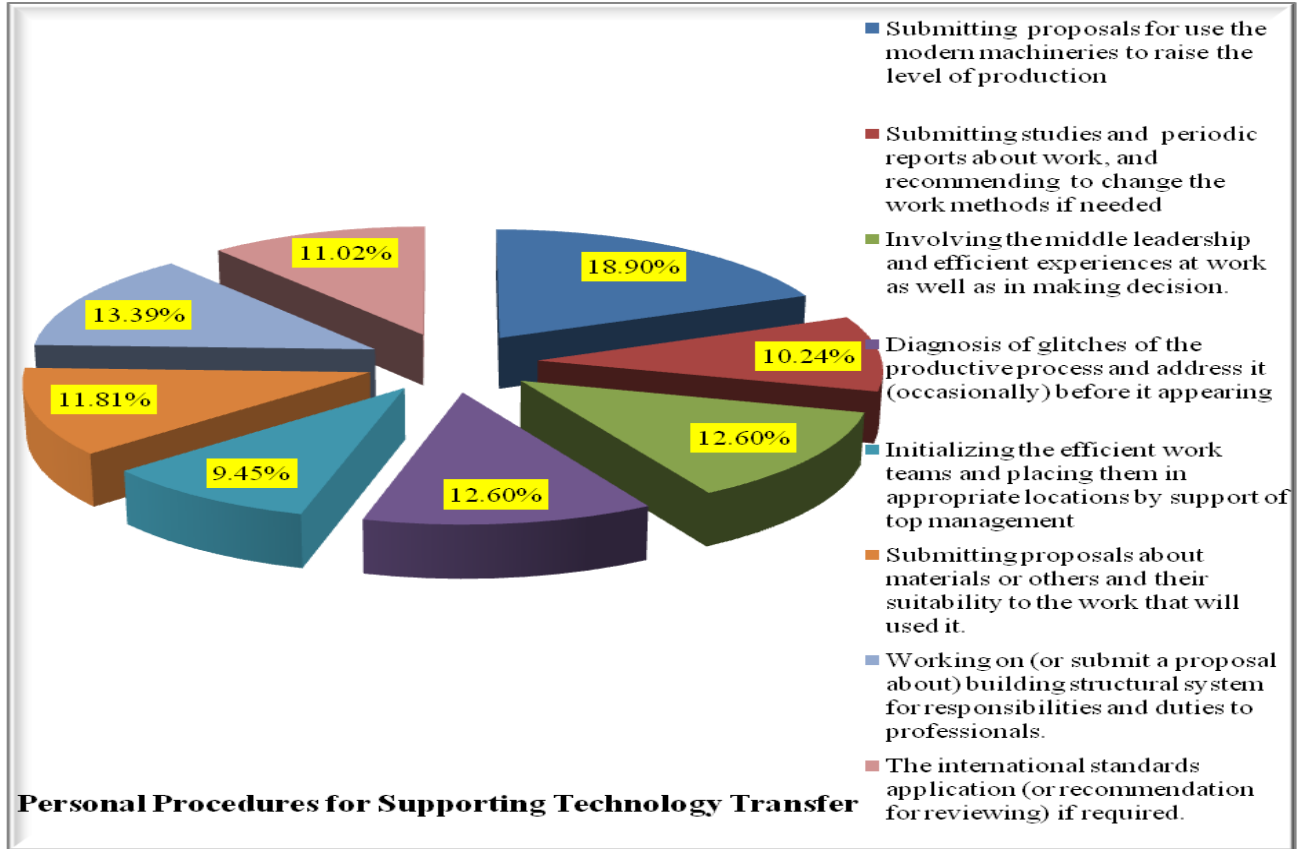 Submitting proposals for use the
modern machineries to raise the
level of production
Submitting studies and periodic
reports about work, and
recommending to change the
work methods if needed
Involving the middle leadership
and efficient experiences at work
as well as in making decision.
Diagnosis of glitches of the
productive process and address it
(occasionally) before it appearing
Initializing the efficient work
teams and placing them in
appropriate locations by support of
top management
Submitting proposals about
materials or others and their
suitability to the work that will
used it.
Working on (or submit a proposal
about) building structural system
for responsibilities and duties to
professionals.
The international standards
application (or recommendation
for reviewing) if required.
11.02%
18.90%
13.39%
10.24%
11.81%
12.60%
9.45%
12.60%
Personal Procedures for Supporting Technology Transfer